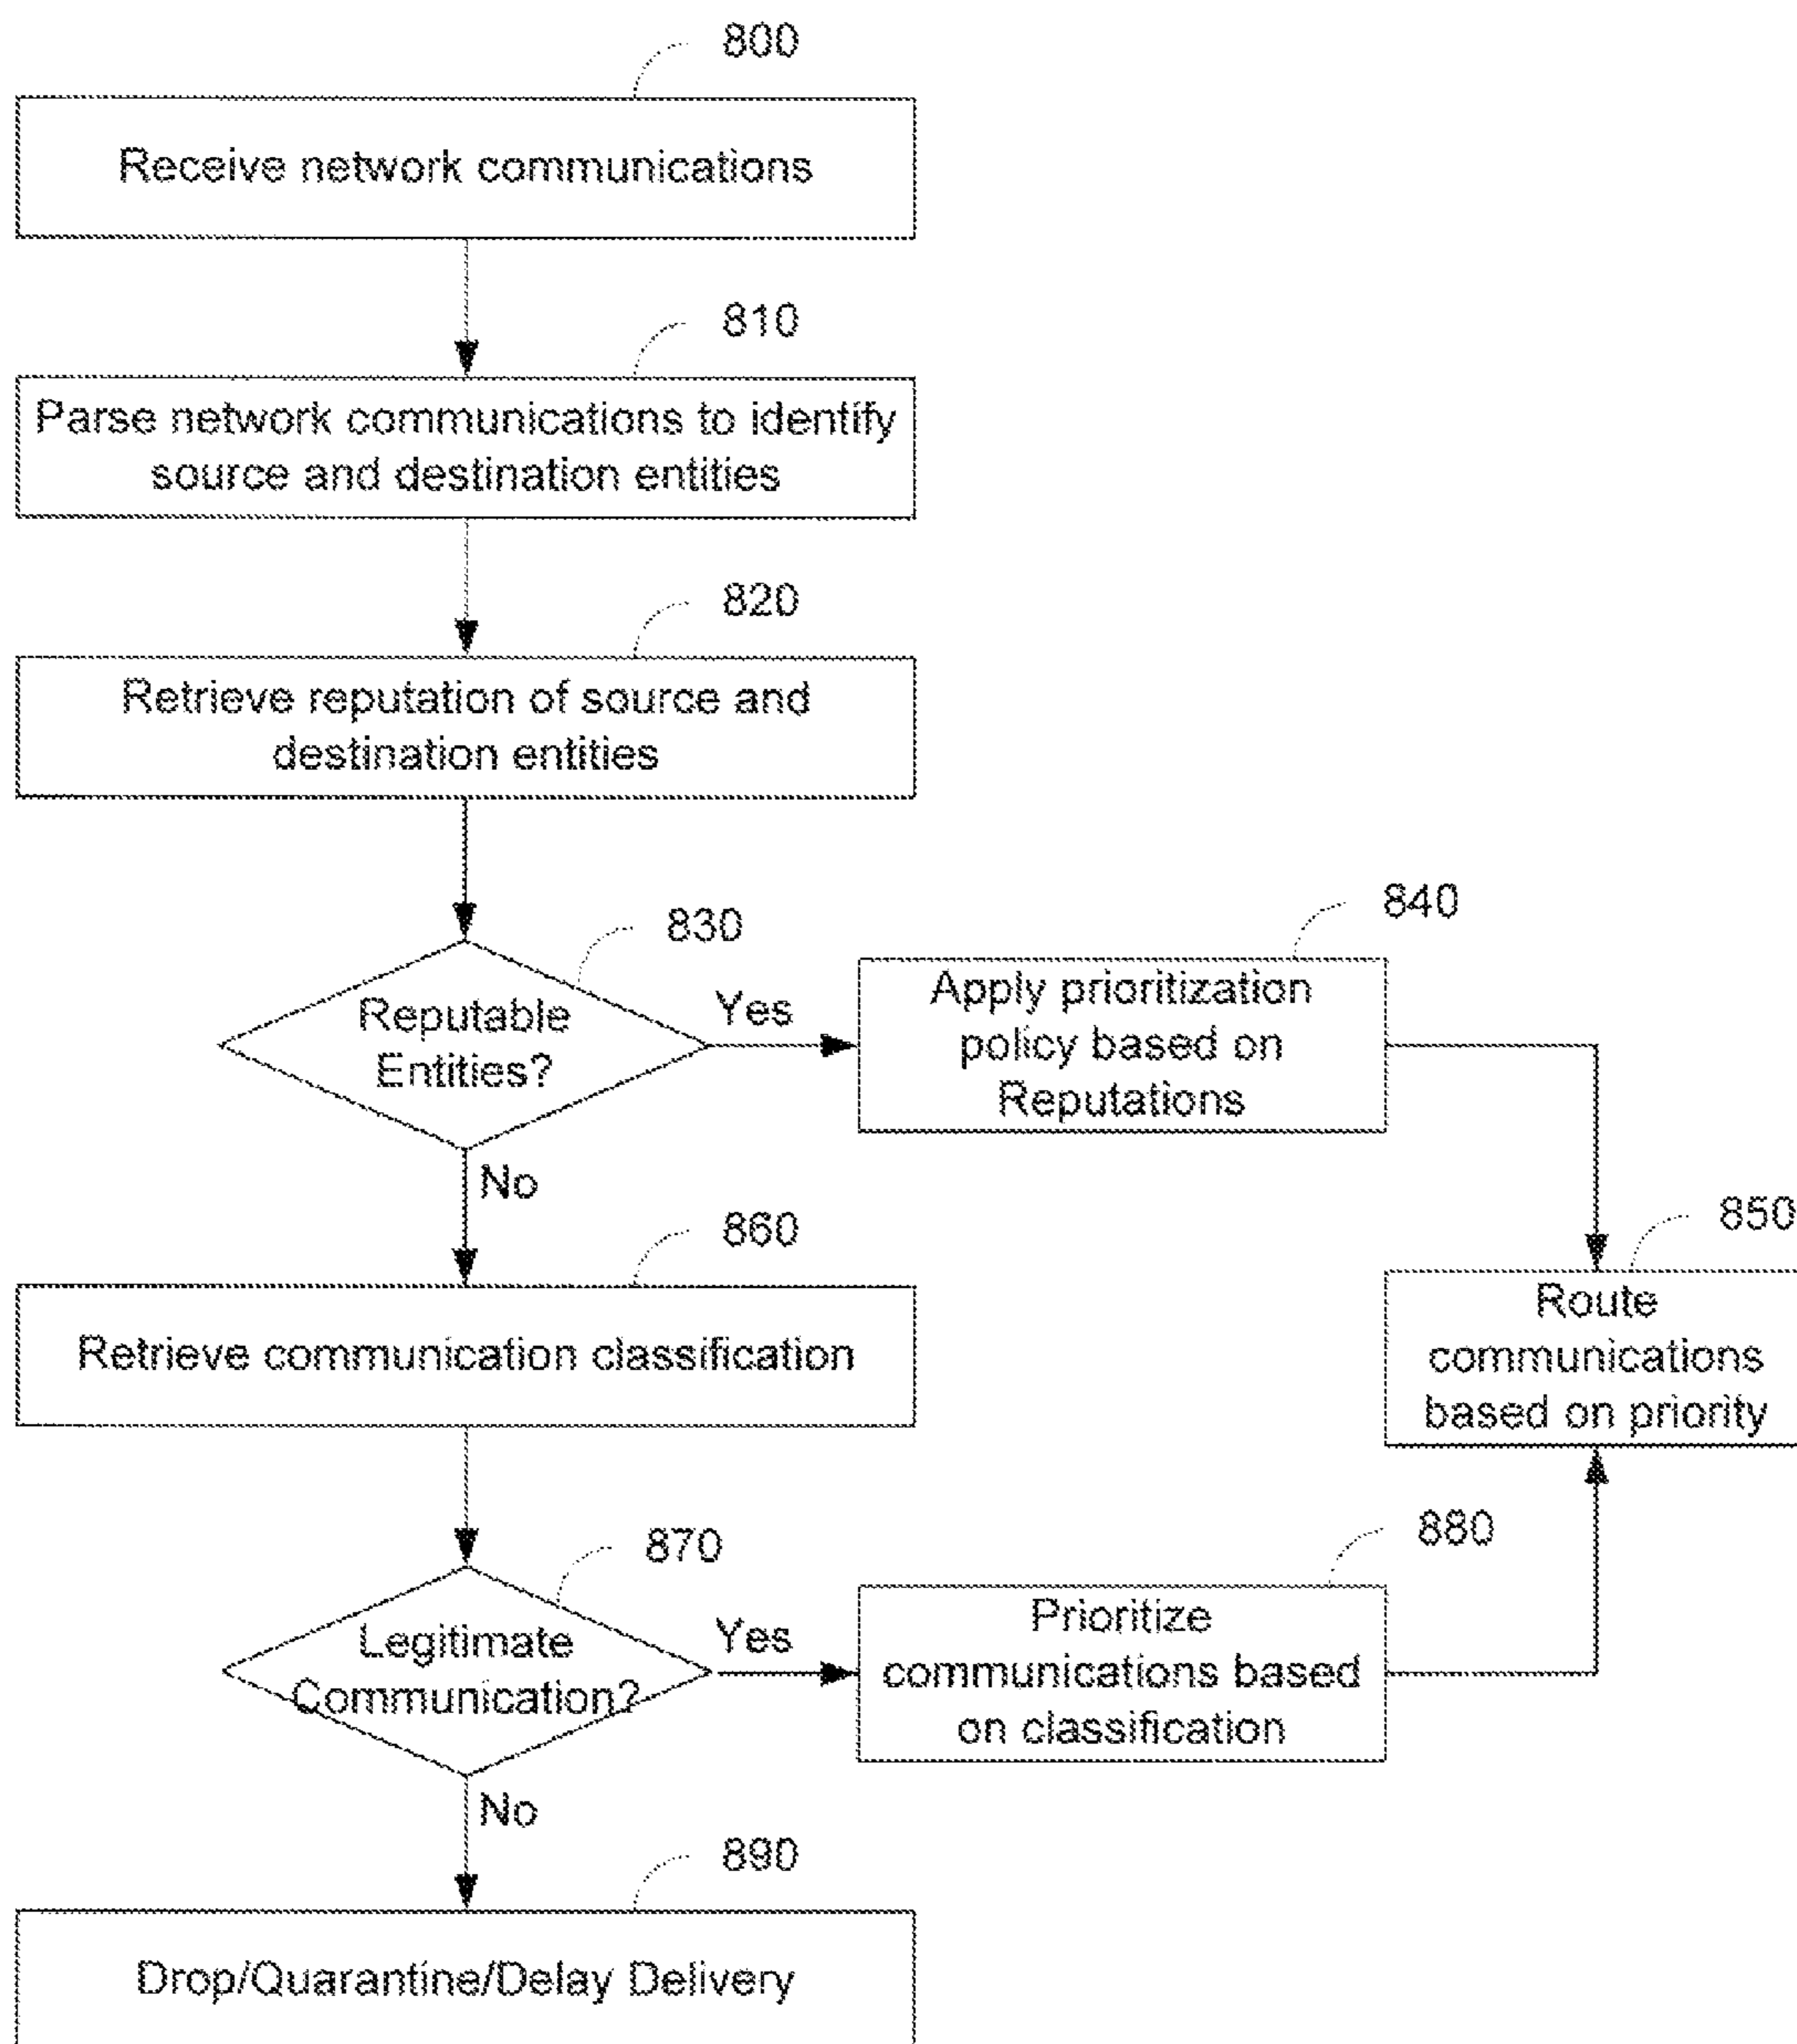 800
Receive network communications
810
Parse network communications to identify
source and destination entities
820
Retrieve reputation of source and
destination entities
830
Reputable
Entities?
Yes
840
Apply prioritization
policy based on
Reputations
No
850
Route
communications
based on priority
860
Retrieve communication classification
870
Legitimate
Communication?
Yes
880
Prioritize
communications based
on classification
No
890
Drop/Quarantine/Delay Delivery